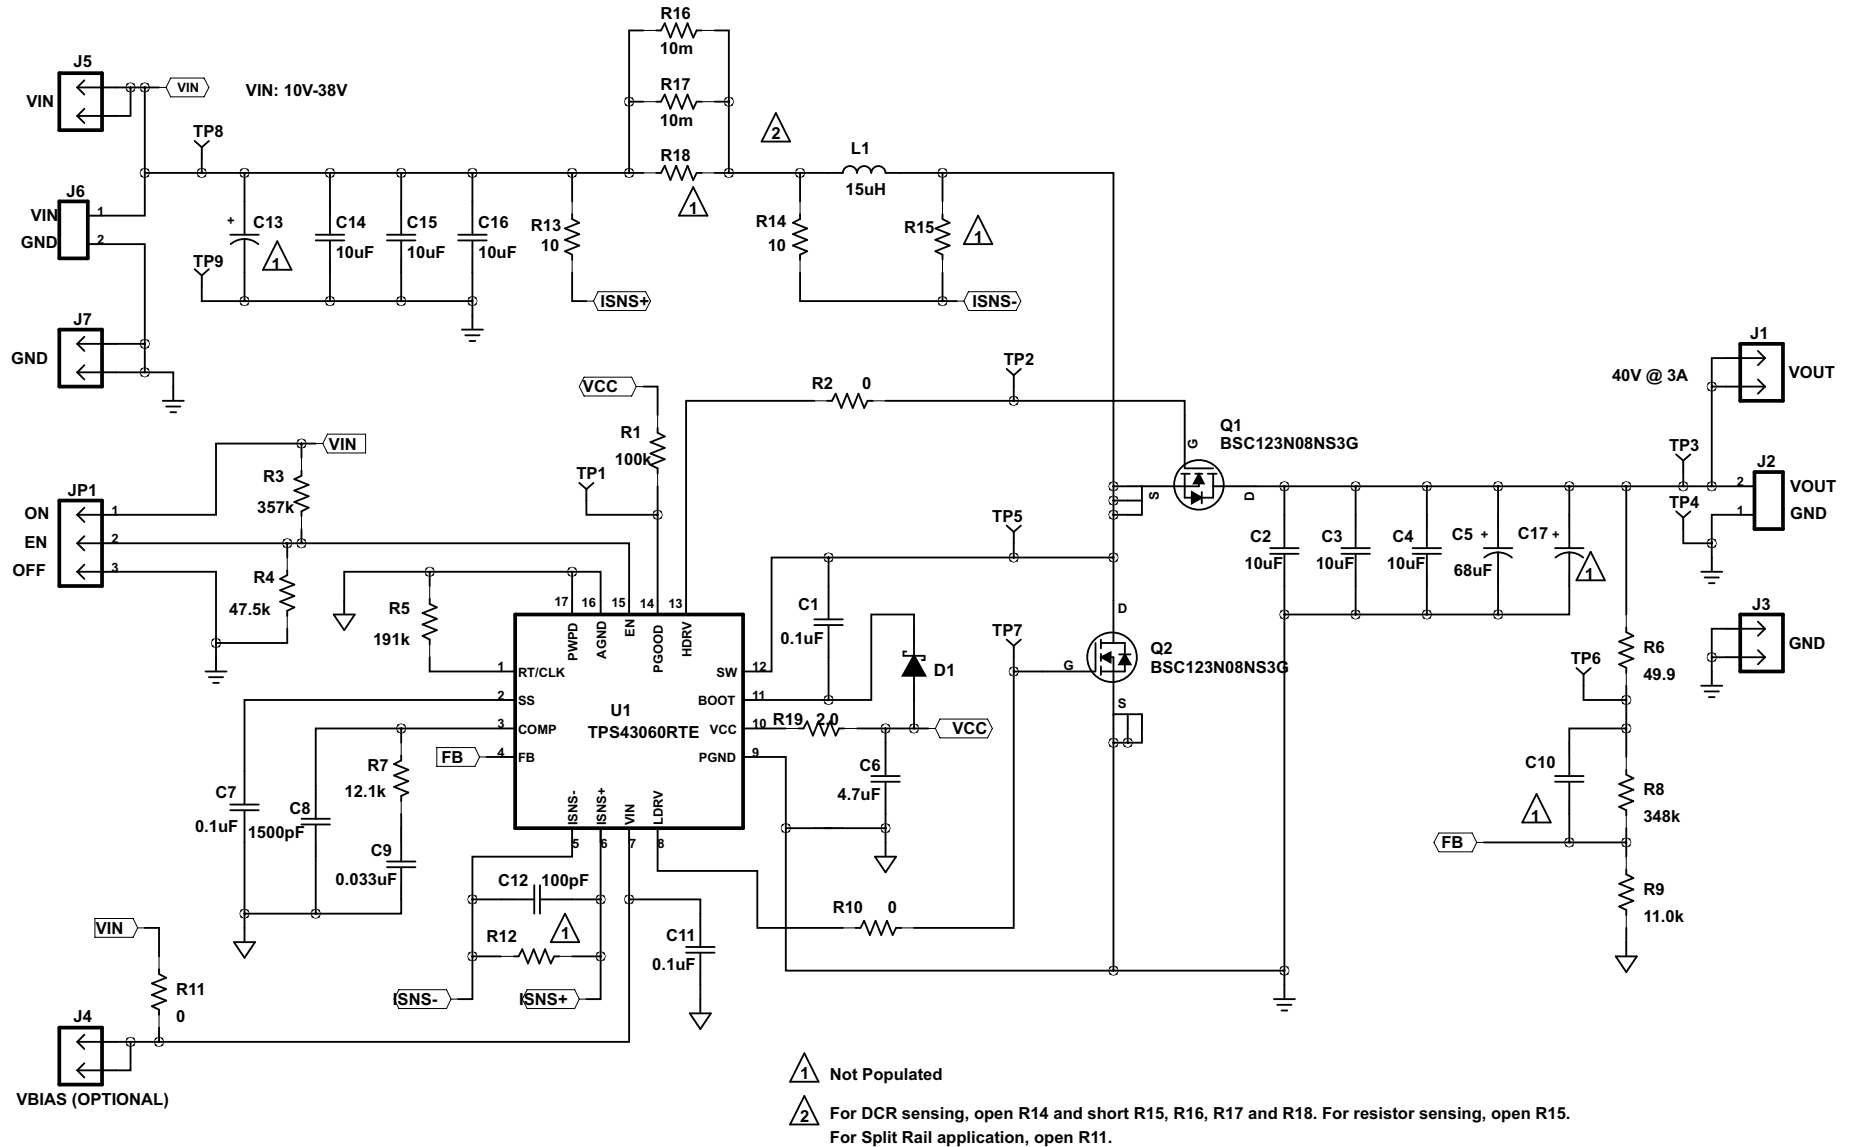 R16
10m
J5
VIN
VIN
VIN: 10V-38V
R17
10m
TP8
2
R18
1
L1
15uH
J6
VIN
1
GND
2
+
C13
1
C14
10uF
C15
10uF
C16
10uF
R13
10
R14
10
R15
1
TP9
ISNS+
ISNS-
J7
GND
TP2
J1
VOUT
40V @ 3A
VCC
R2 0
R1
100k
TP1
Q1
BSC123N08NS3G
G
S
D
TP3
J2
2
VOUT
TP4
1
GND
VIN
R3
357k
JP1
ON
1
EN
2
OFF
3
R4
47.5k
TP5
C2
10uF
C3
10uF
C4
10uF
C5 +
68uF
C17 +
1
R5
191k
17
16
15
14
13
PWPD
AGND
EN
PGOOD
HDRV
C1
0.1uF
D
TP7
Q2
BSC123N08NS3G
G
S
J3
GND
R6
49.9
TP6
1
RT/CLK
2
SS
3
COMP
4
FB
FB
U1
TPS43060RTE
SW
12
BOOT
11
VCC
10
PGND
9
D1
R19 2.0
VCC
C6
4.7uF
R7
12.1k
C7
0.1uF
C8
1500pF
C9
0.033uF
ISNS-
ISNS+
VIN
LDRV
5
6
7
8
C10
1
R8
348k
FB
R9
11.0k
C12 100pF
R12
1
R10 0
C11
0.1uF
VIN
R11
0
ISNS-
ISNS+
J4
VBIAS (OPTIONAL)
1 Not Populated
2 For DCR sensing, open R14 and short R15, R16, R17 and R18. For resistor sensing, open R15.
For Split Rail application, open R11.